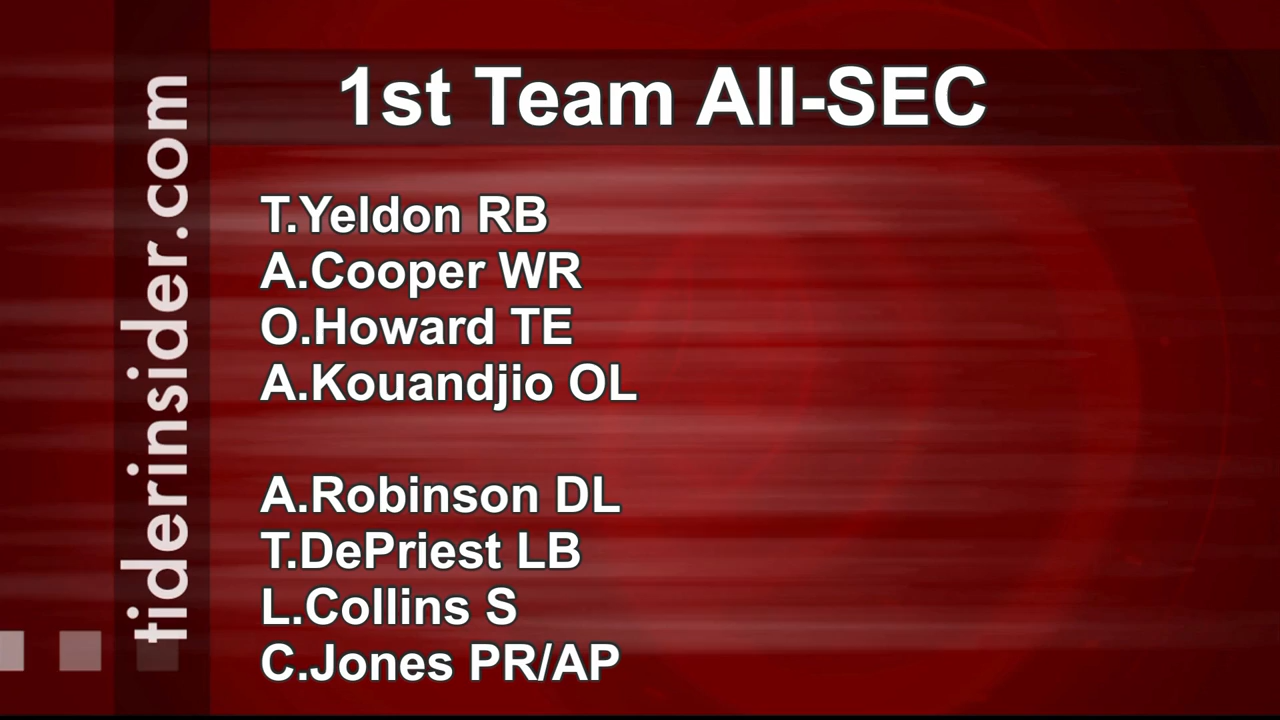 1st Team All-SEC
tiderinsider.com
T.Yeldon RB
A.Cooper WR
O.Howard TE
A.Kouandjio OL
A.Robinson DL
T.DePriest LB
L.Collins S
C.Jones PR/AP